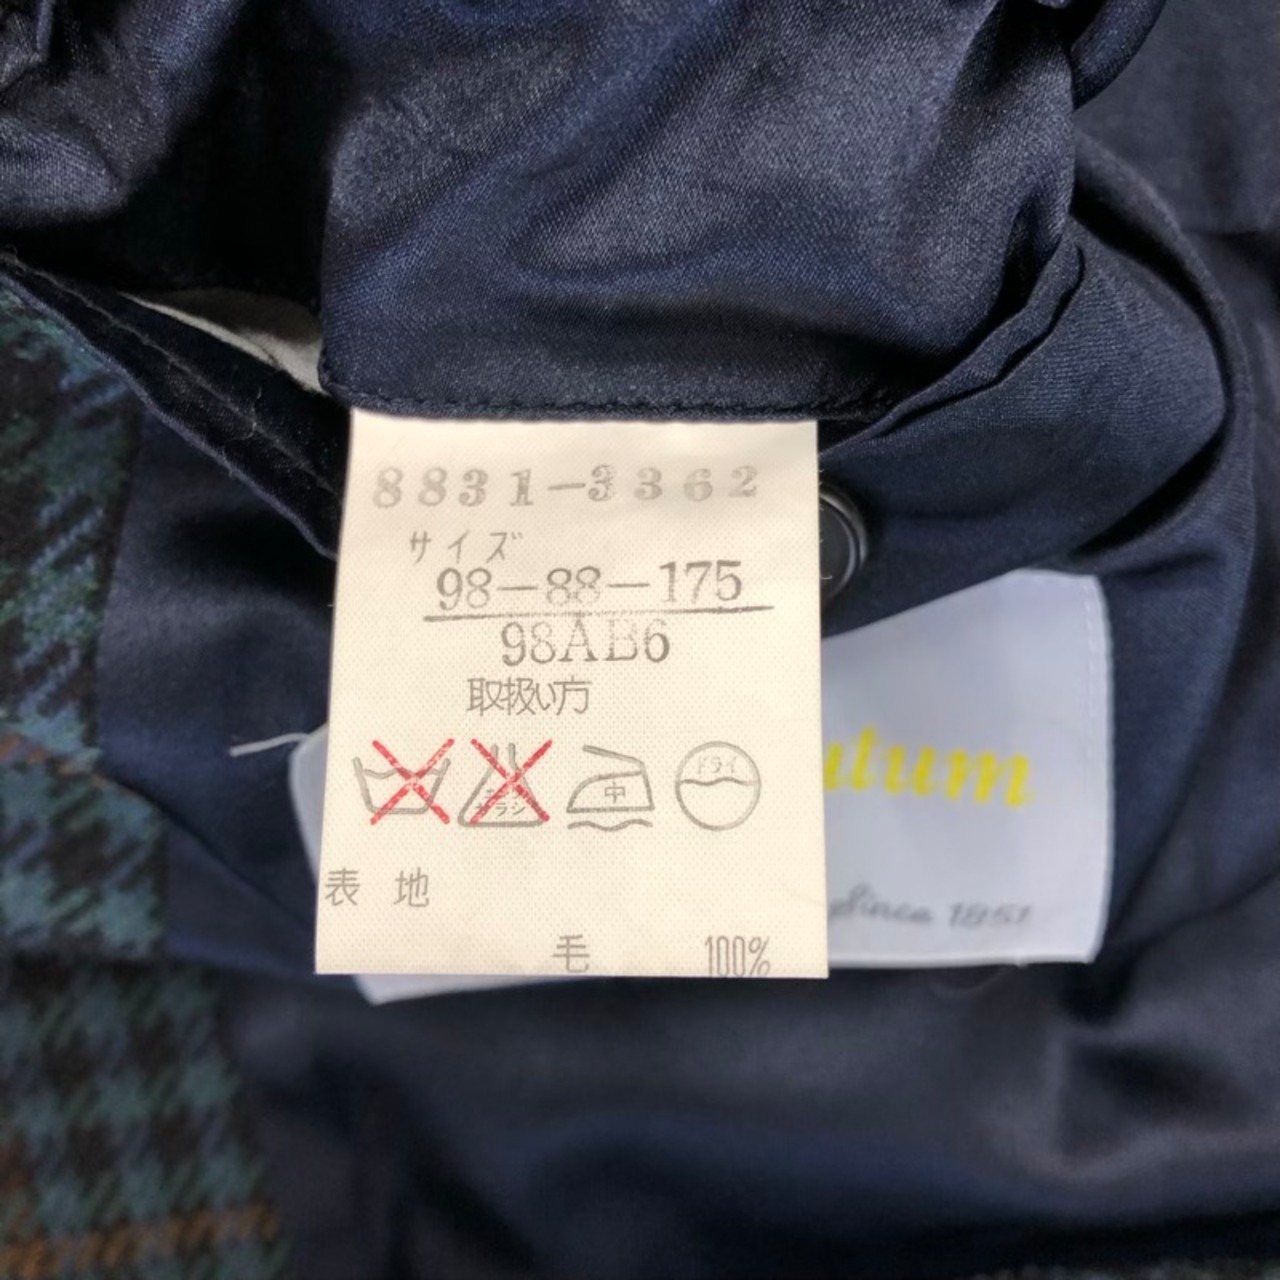 8831-3362
サイズ
98-88-175
98AB6
取扱い方
中
ドライ
表地
毛 100%
utum
Since 1851